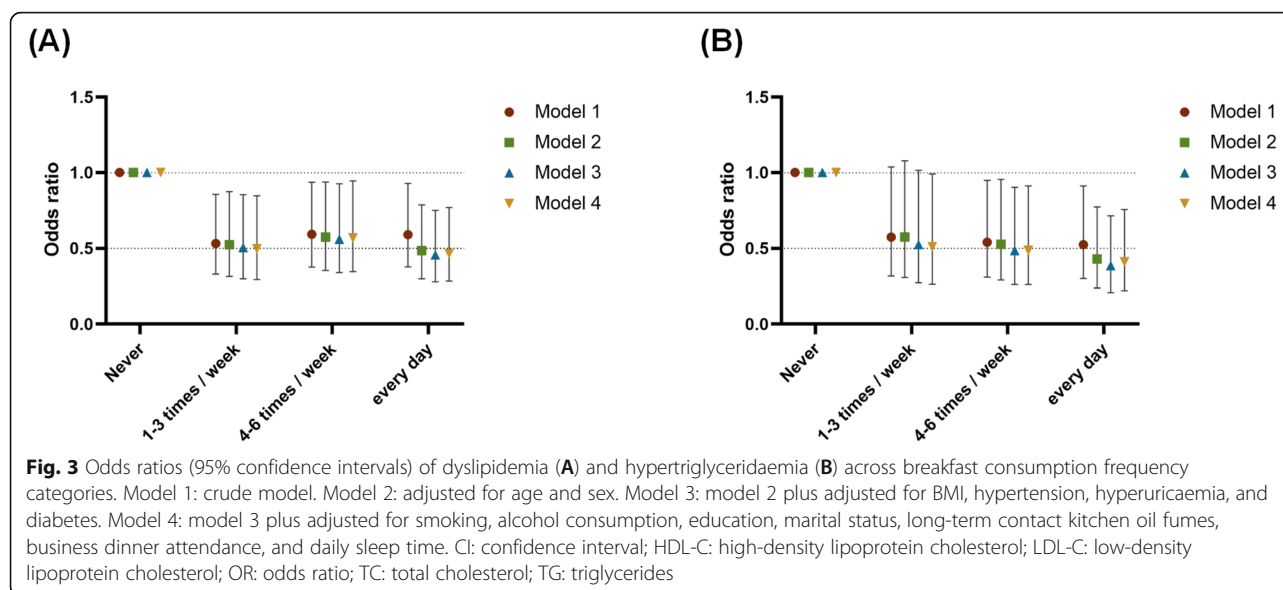 (A)
1.5
1.0
0.5
0.0
Odds ratio
Never
1-3 times / week
4-6 times / week
every day
Model 1
Model 2
Model 3
Model 4
(B)
1.5
1.0
0.5
0.0
Odds ratio
Never
1-3 times / week
4-6 times / week
every day
Model 1
Model 2
Model 3
Model 4
Fig. 3 Odds ratios (95% confidence intervals) of dyslipidemia (A) and hypertriglyceridaemia (B) across breakfast consumption frequency
categories. Model 1: crude model. Model 2: adjusted for age and sex. Model 3: model 2 plus adjusted for BMI, hypertension, hyperuricaemia, and
diabetes. Model 4: model 3 plus adjusted for smoking, alcohol consumption, education, marital status, long-term contact kitchen oil fumes,
business dinner attendance, and daily sleep time. CI: confidence interval; HDL-C: high-density lipoprotein cholesterol; LDL-C: low-density
lipoprotein cholesterol; OR: odds ratio; TC: total cholesterol; TG: triglycerides